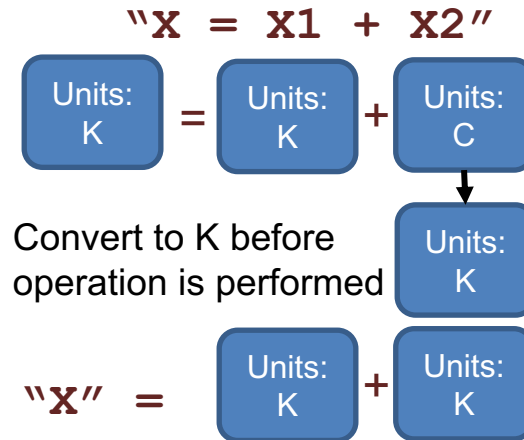 “X = X1 + X2”
Units: K = Units: K + Units: C
Convert to K before
operation is performed
Units: K
“X” = Units: K + Units: K